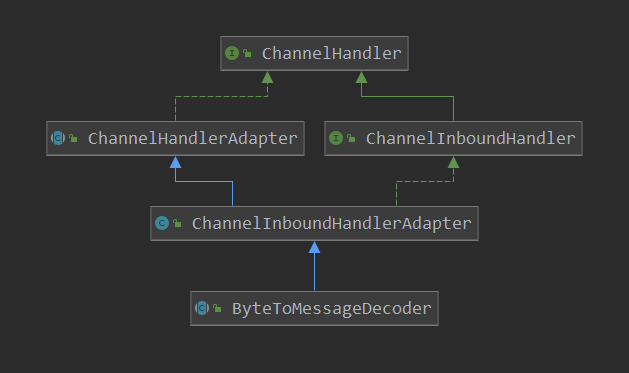 I ChannelHandler
C ChannelHandlerAdapter
I ChannelInboundHandler
C ChannelInboundHandlerAdapter
C ByteToMessageDecoder